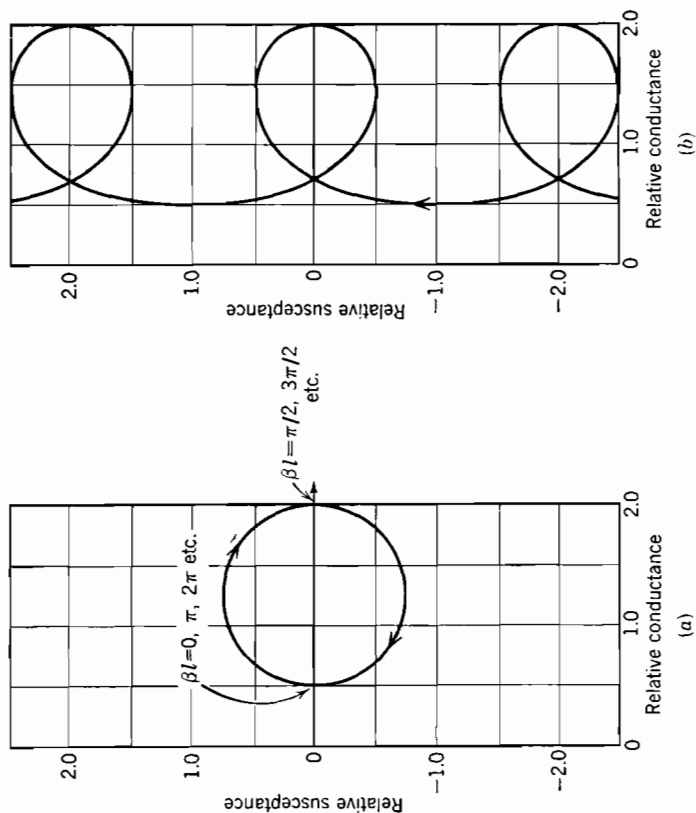 Relative susceptance
2.0
1.0
0
−1.0
−2.0
βl=0, π, 2π etc.
βl=π/2, 3π/2
etc.
0
1.0
2.0
Relative conductance
(a)
Relative susceptance
2.0
1.0
0
−1.0
−2.0
0
1.0
2.0
Relative conductance
(b)